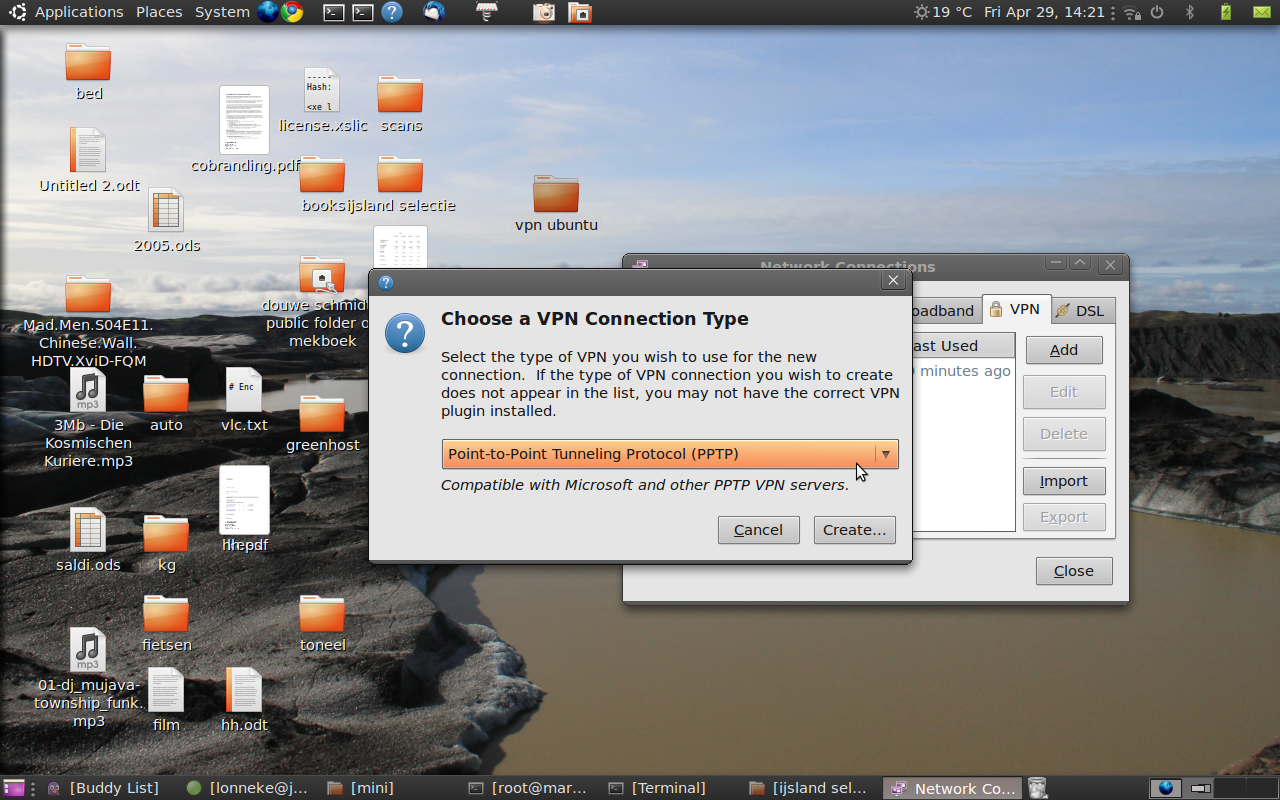 Applications Places System
19 °C Fri Apr 29, 14:21
bed
Hash:
<xe l
license.xslic
scans
cobranding.pdf
Untitled 2.odt
books
ijsland selectie
vpn ubuntu
2005.ods
Network Connections
douwe schmid
public folder o
mekboek
Mad.Men.S04E11.
Chinese.Wall.
HDTV.XviD-FQM
oadband
VPN
DSL
Choose a VPN Connection Type
ast Used
Add
Select the type of VPN you wish to use for the new
connection. If the type of VPN connection you wish to create
does not appear in the list, you may not have the correct VPN
plugin installed.
minutes ago
Edit
Delete
mp3
# Enc
3Mb - Die
Kosmischen
Kuriere.mp3
auto
vlc.txt
greenhost
Point-to-Point Tunneling Protocol (PPTP)
Compatible with Microsoft and other PPTP VPN servers.
Import
Export
Cancel
Create...
saldi.ods
kg
Close
fietsen
toneel
mp3
01-dj_mujava-
township_funk.
mp3
film
hh.odt
[Buddy List]
[lonneke@j...
[mini]
[root@mar...
[Terminal]
[ijsland sel...
Network Co...